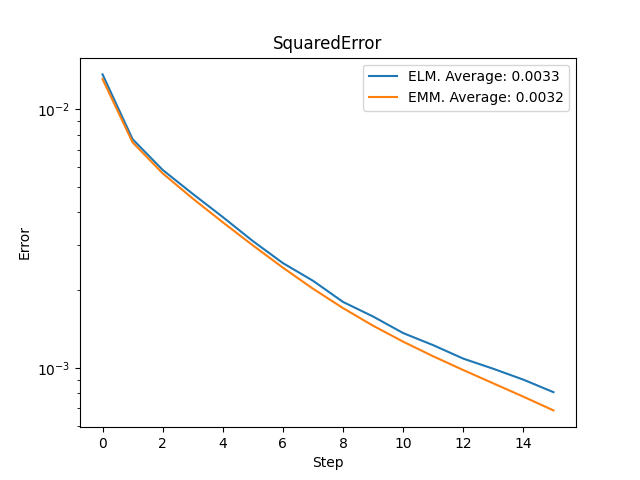 SquaredError
ELM. Average: 0.0033
EMM. Average: 0.0032
10⁻²
10⁻³
Error
0 2 4 6 8 10 12 14
Step